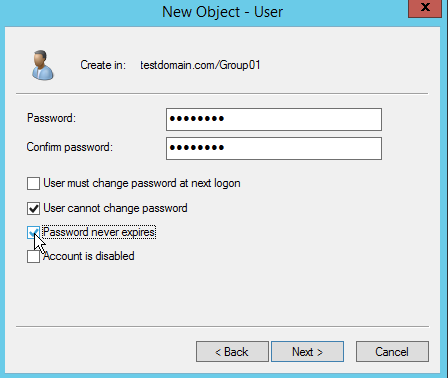 New Object - User
x
Create in: testdomain.com/Group01
Password: ••••••••
Confirm password: ••••••••
User must change password at next logon
User cannot change password
Password never expires
Account is disabled
< Back Next > Cancel